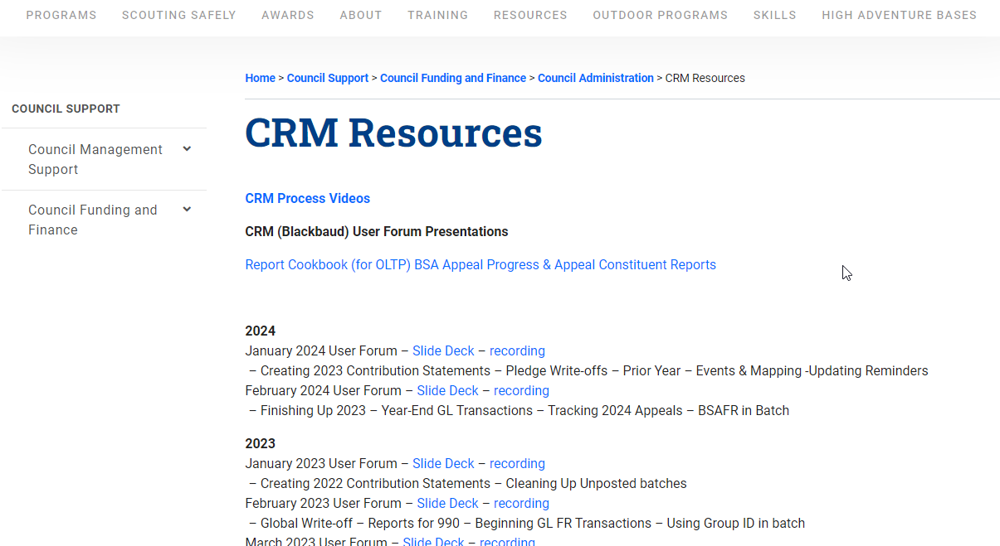 PROGRAMS SCOUTING SAFELY AWARDS ABOUT TRAINING RESOURCES OUTDOOR PROGRAMS SKILLS HIGH ADVENTURE BASES
Home > Council Support > Council Funding and Finance > Council Administration > CRM Resources
COUNCIL SUPPORT
Council Management
Support
Council Funding and
Finance
CRM Resources
CRM Process Videos
CRM (Blackbaud) User Forum Presentations
Report Cookbook (for OLTP) BSA Appeal Progress & Appeal Constituent Reports
2024
January 2024 User Forum – Slide Deck – recording
– Creating 2023 Contribution Statements – Pledge Write-offs – Prior Year – Events & Mapping -Updating Reminders
February 2024 User Forum – Slide Deck – recording
– Finishing Up 2023 – Year-End GL Transactions – Tracking 2024 Appeals – BSAFR in Batch
2023
January 2023 User Forum – Slide Deck – recording
– Creating 2022 Contribution Statements – Cleaning Up Unposted batches
February 2023 User Forum – Slide Deck – recording
– Global Write-off – Reports for 990 – Beginning GL FR Transactions – Using Group ID in batch
March 2023 User Forum – Slide Deck – recording